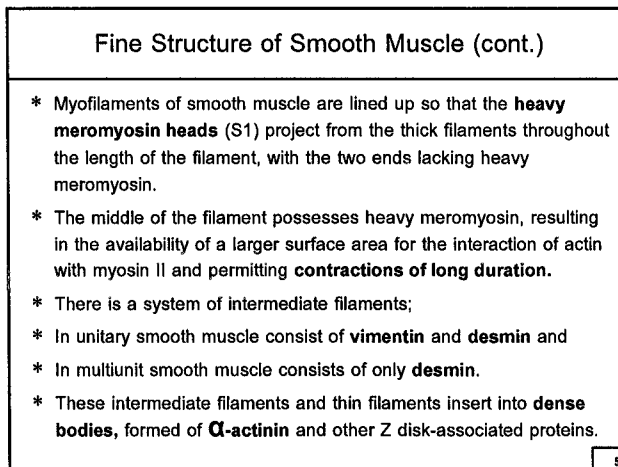 Fine Structure of Smooth Muscle (cont.)
* Myofilaments of smooth muscle are lined up so that the heavy
meromyosin heads (S1) project from the thick filaments throughout
the length of the filament, with the two ends lacking heavy
meromyosin.
* The middle of the filament possesses heavy meromyosin, resulting
in the availability of a larger surface area for the interaction of actin
with myosin II and permitting contractions of long duration.
* There is a system of intermediate filaments;
* In unitary smooth muscle consist of vimentin and desmin and
* In multiunit smooth muscle consists of only desmin.
* These intermediate filaments and thin filaments insert into dense
bodies, formed of α-actinin and other Z disk-associated proteins.